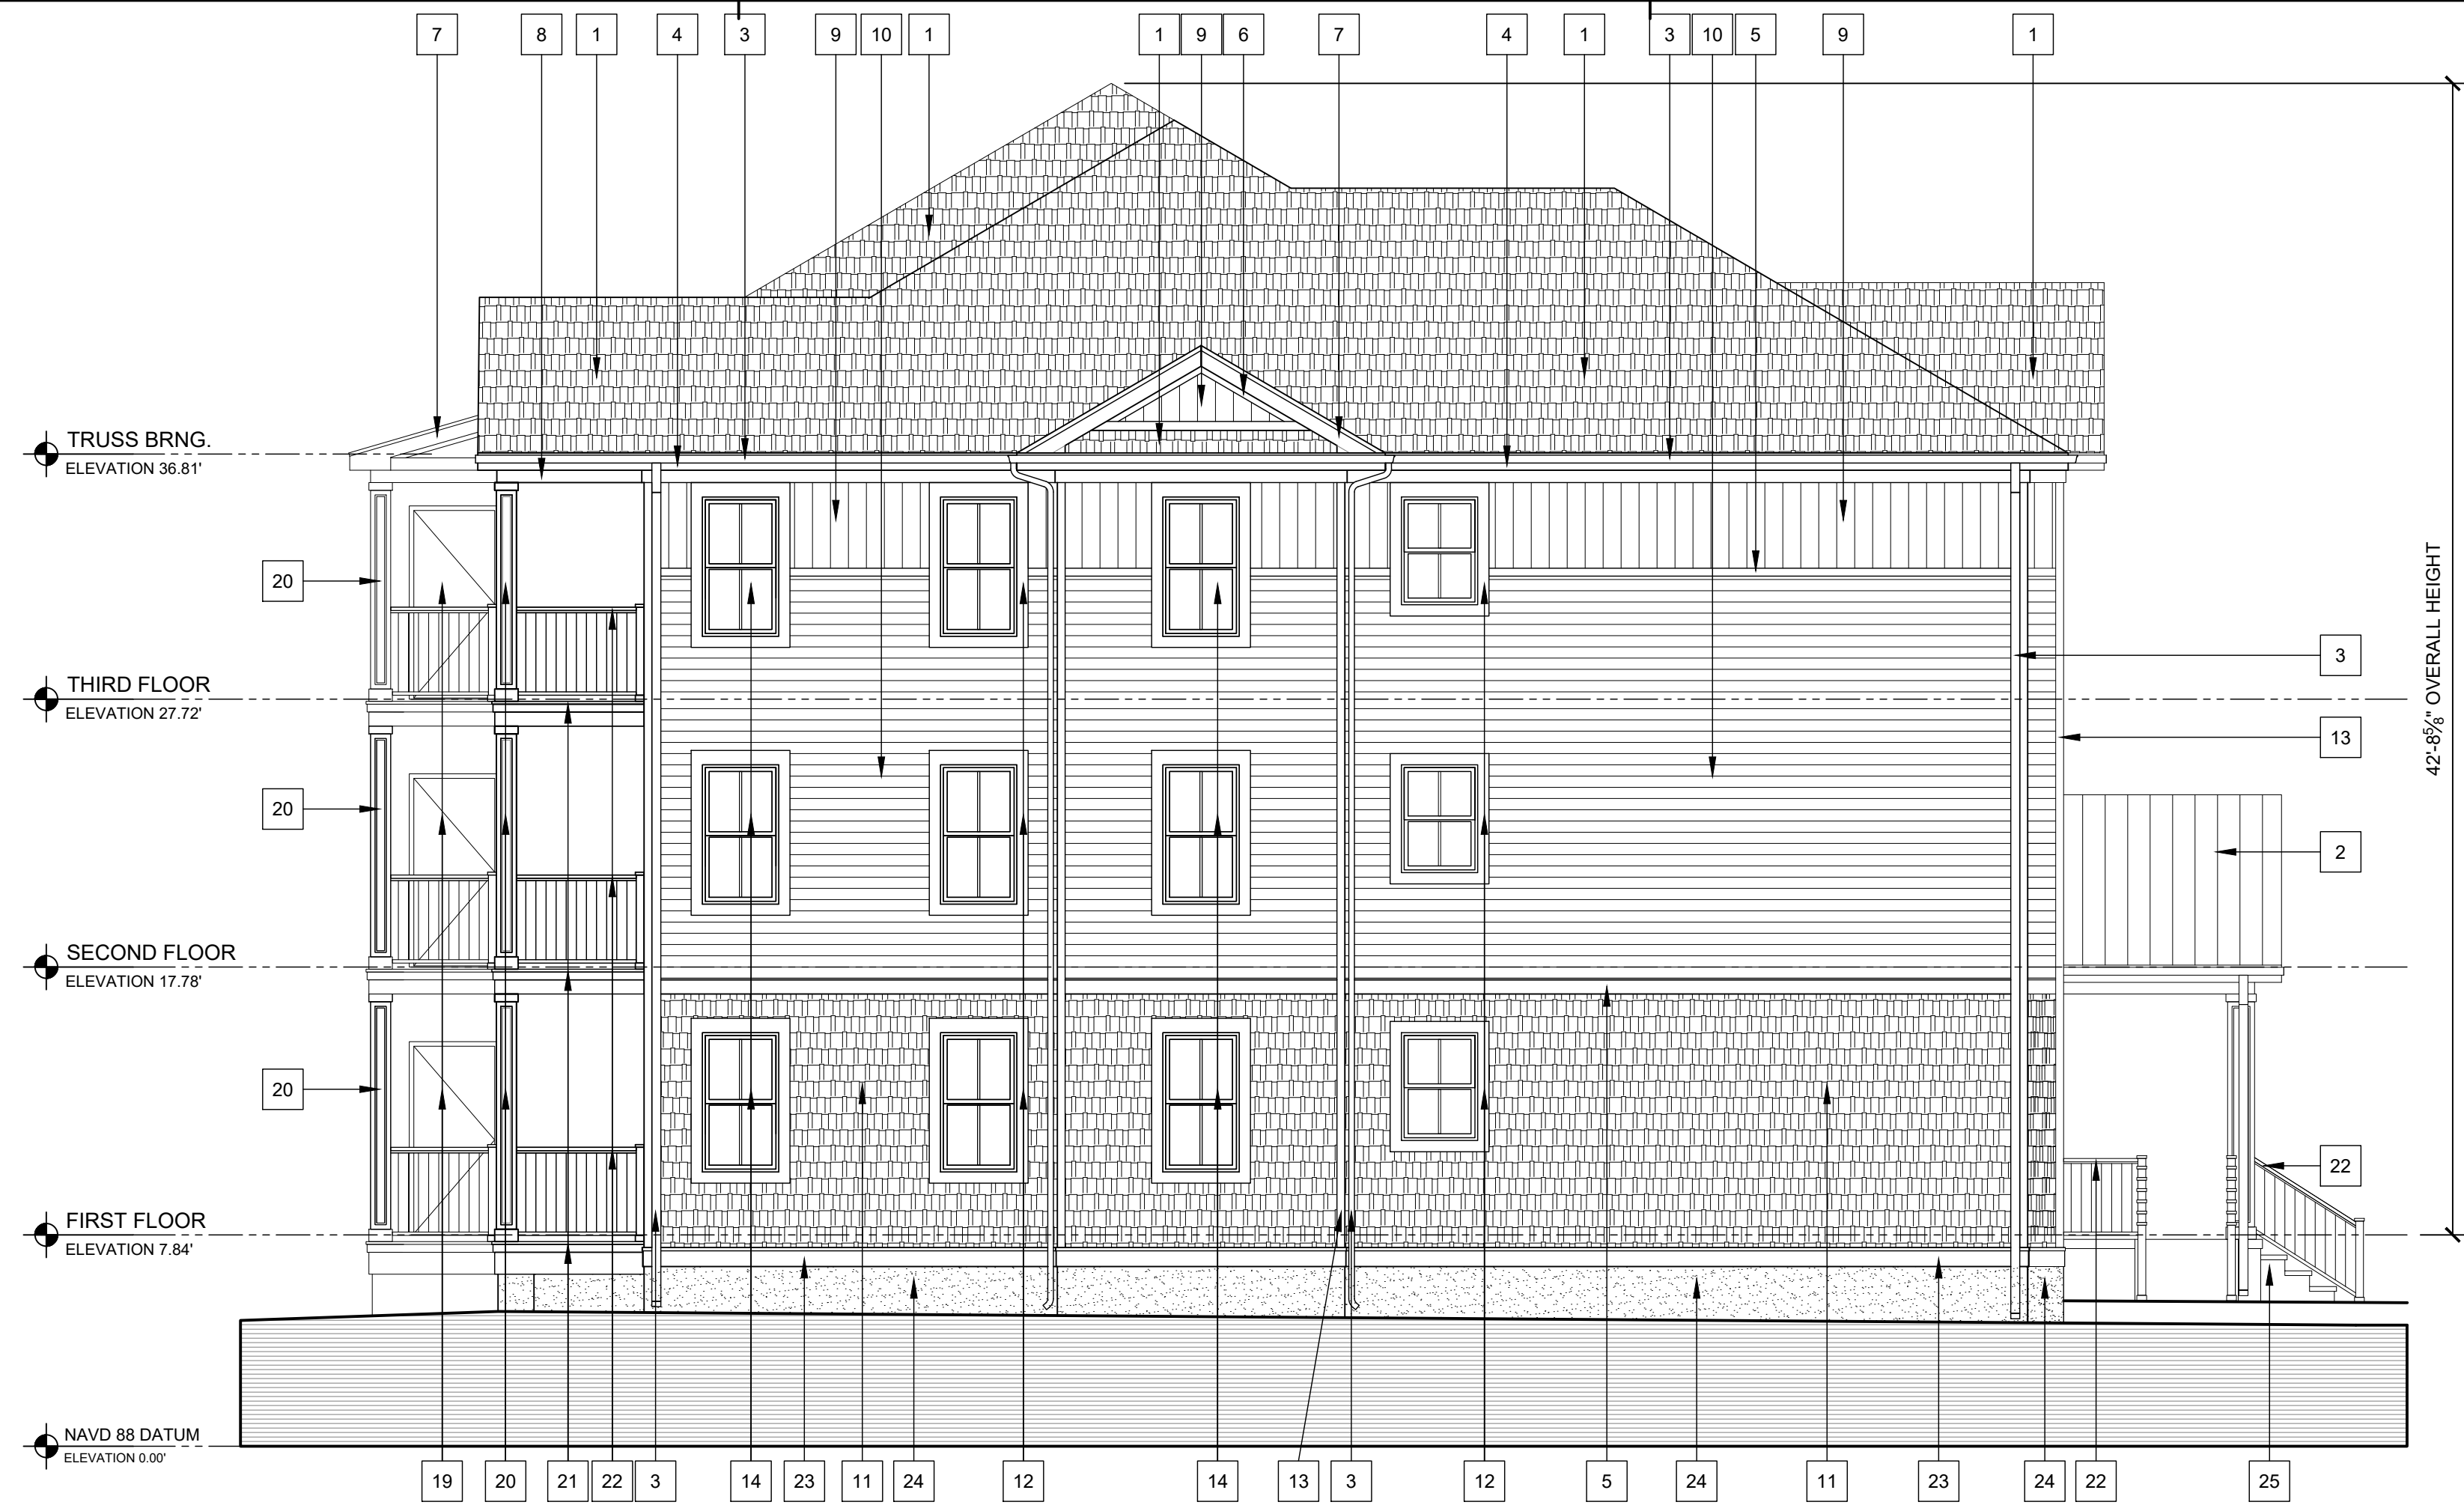 7 8 1 4 3 9 10 1 1 9 6 7 4 1 3 10 5 9 1
TRUSS BRNG.
ELEVATION 36.81'
20
42'-8⅝" OVERALL HEIGHT
3
THIRD FLOOR
ELEVATION 27.72'
13
20
2
SECOND FLOOR
ELEVATION 17.78'
20
22
FIRST FLOOR
ELEVATION 7.84'
NAVD 88 DATUM
ELEVATION 0.00'
19 20 21 22 3 14 23 11 24 12 14 13 3 12 5 24 11 23 24 22 25